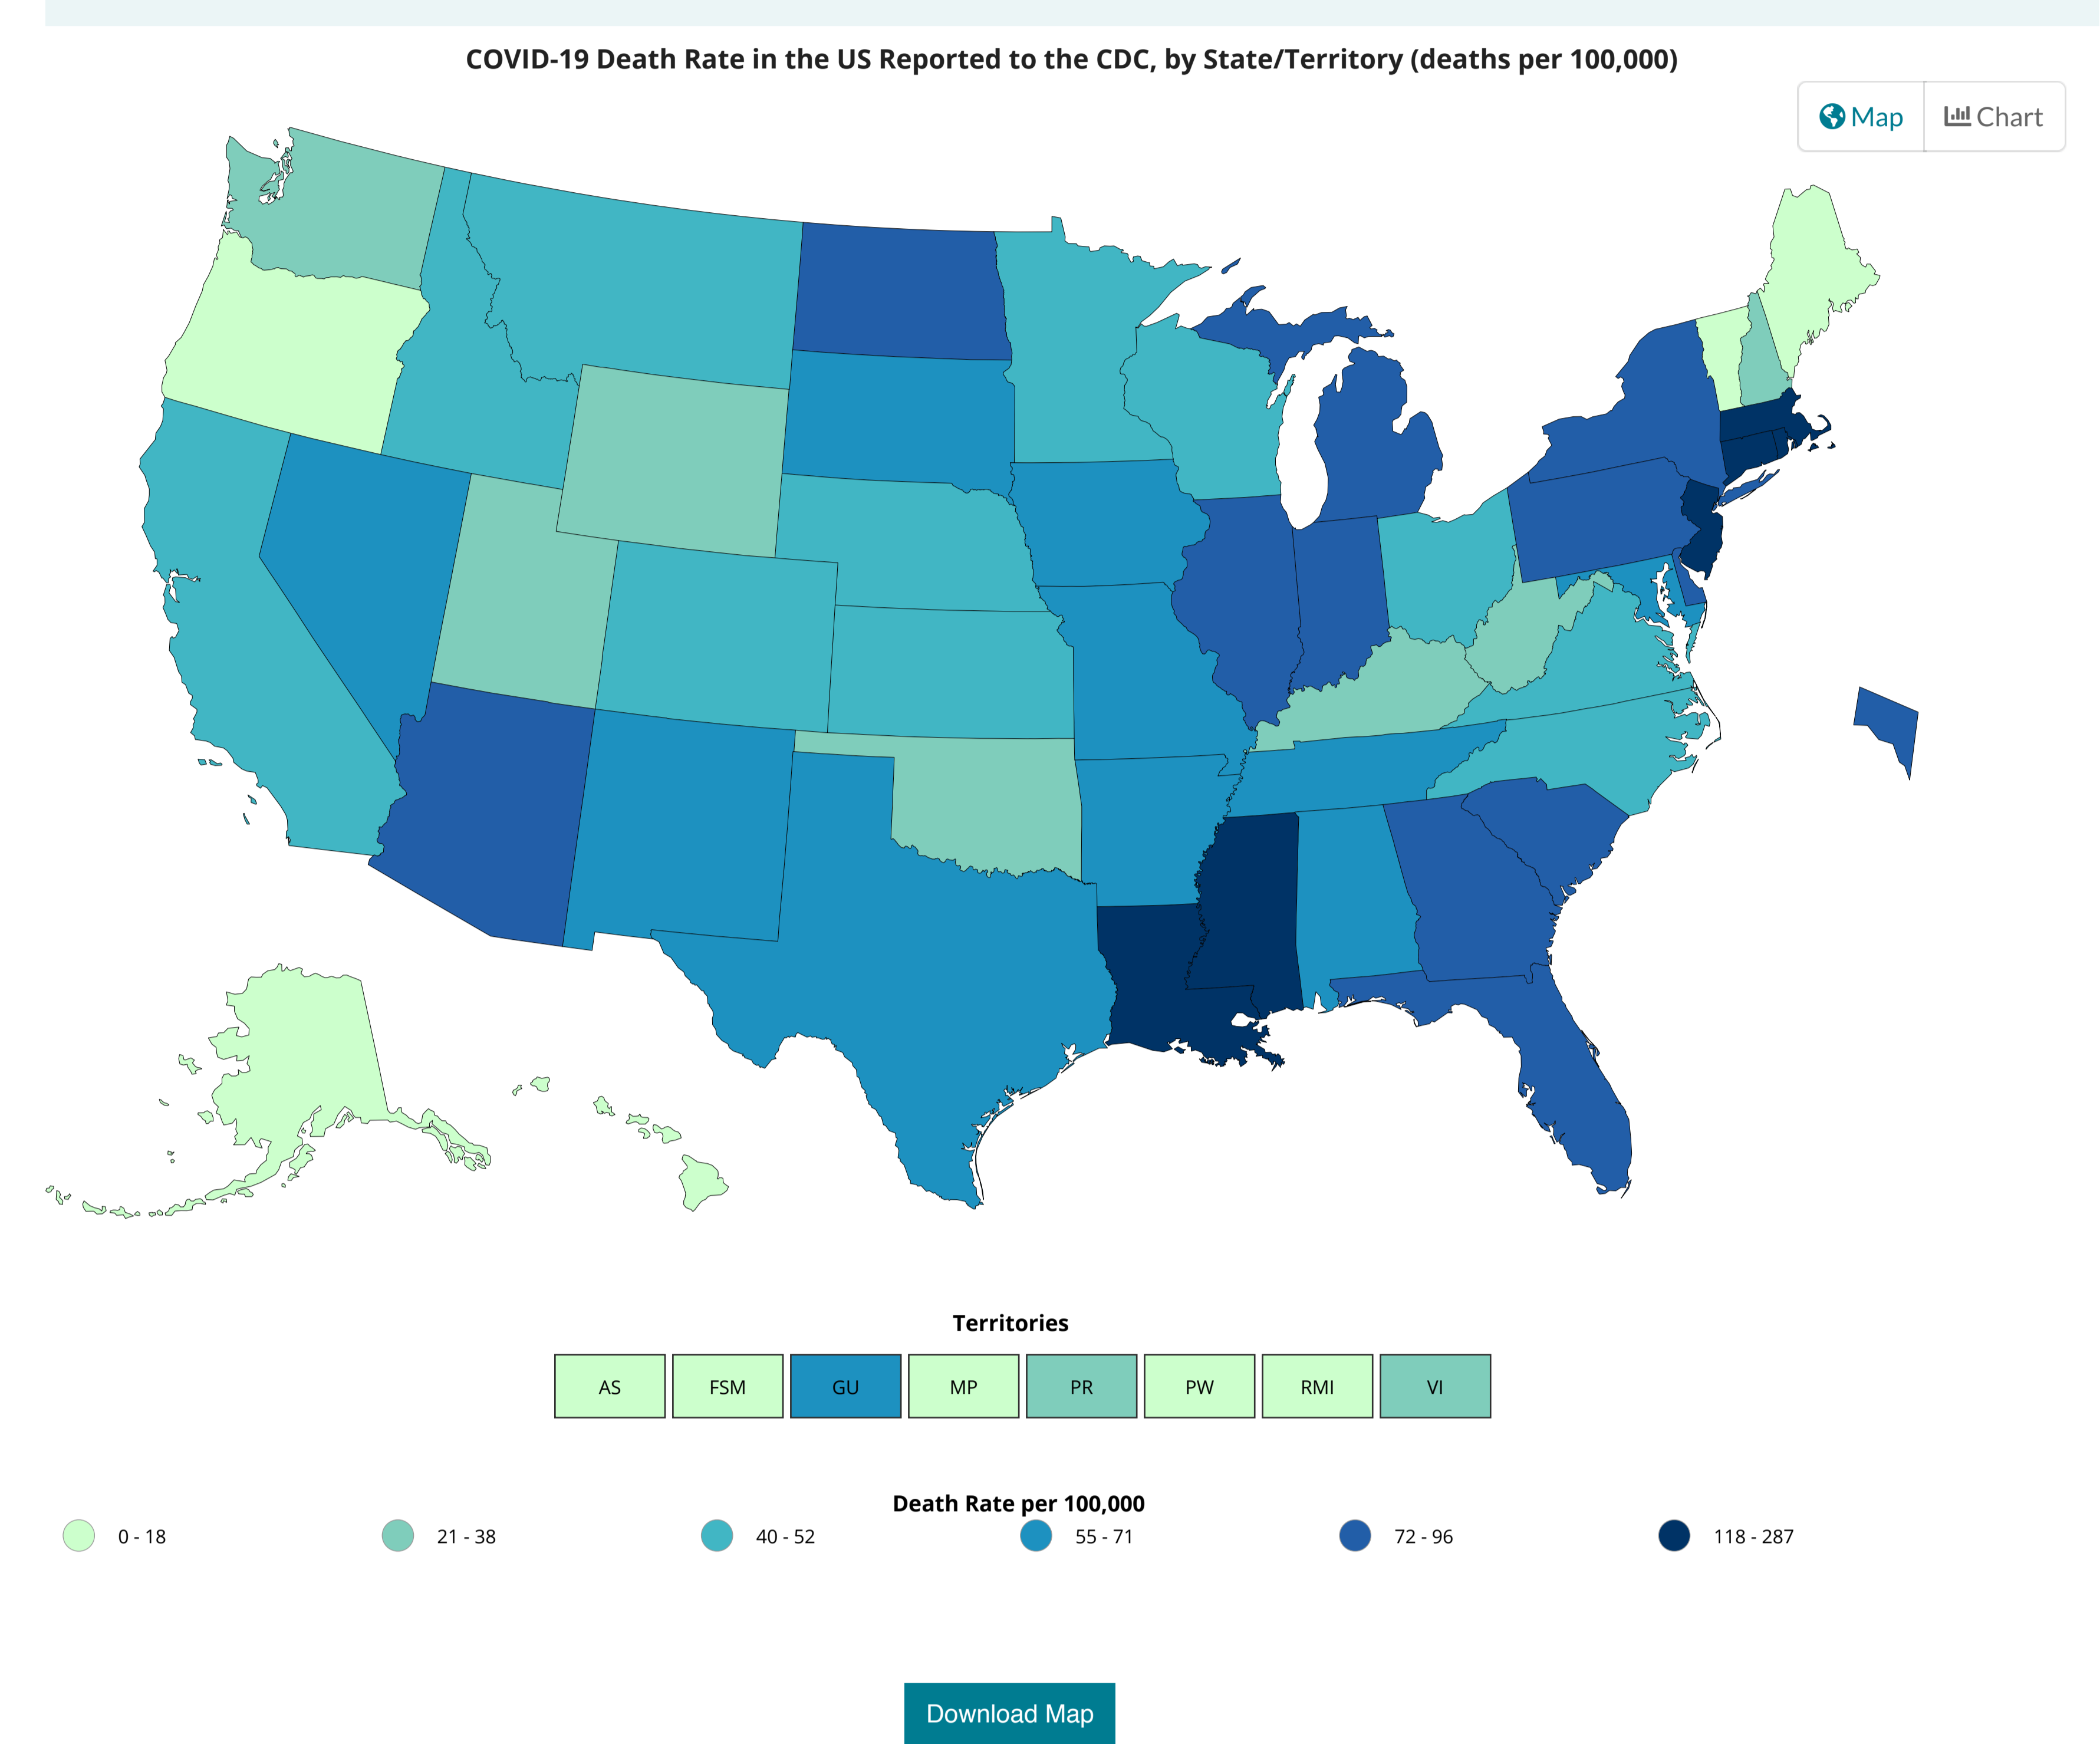 COVID-19 Death Rate in the US Reported to the CDC, by State/Territory (deaths per 100,000)
Map
Chart
Territories
AS FSM GU MP PR PW RMI VI
Death Rate per 100,000
0 - 18 21 - 38 40 - 52 55 - 71 72 - 96 118 - 287
Download Map